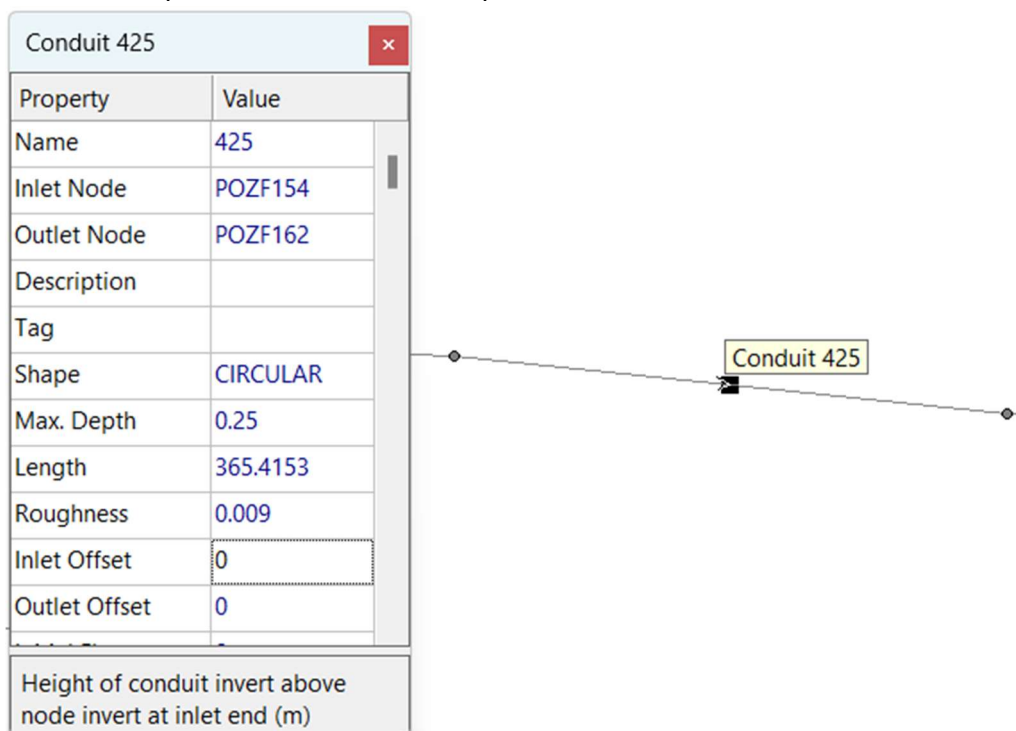 Conduit 425
Property Value
Name 425
Inlet Node POZF154
Outlet Node POZF162
Description
Tag
Shape CIRCULAR
Max. Depth 0.25
Length 365.4153
Roughness 0.009
Inlet Offset 0
Outlet Offset 0
Height of conduit invert above
node invert at inlet end (m)
Conduit 425